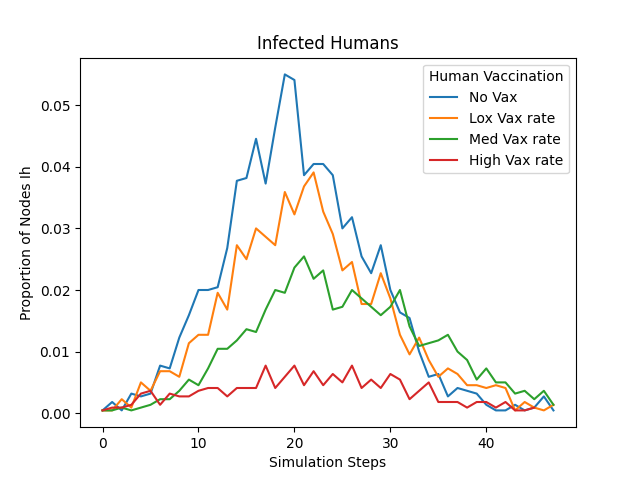 Infected Humans
Human Vaccination
No Vax
Lox Vax rate
Med Vax rate
High Vax rate
Proportion of Nodes Ih
0.05
0.04
0.03
0.02
0.01
0.00
0 10 20 30 40
Simulation Steps